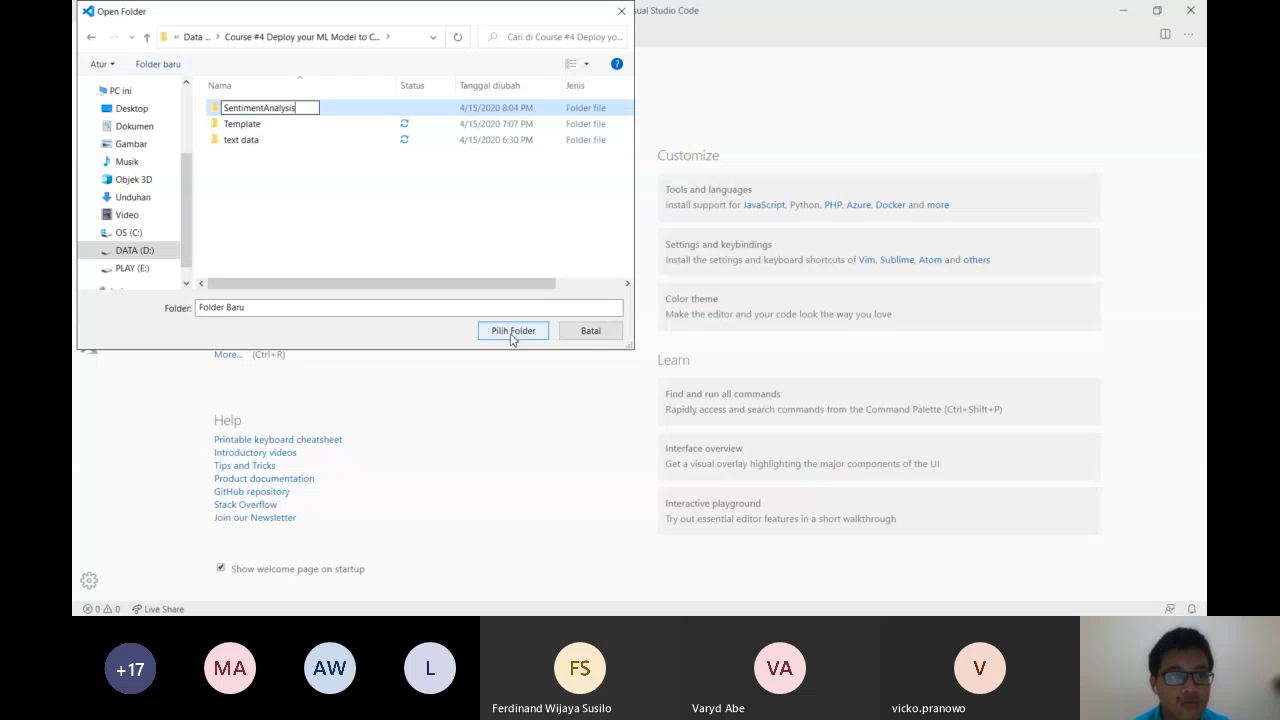 Open Folder
sual Studio Code
« Data ... > Course #4 Deploy your ML Model to C... >
Cari di Course #4 Deploy yo...
Atur
Folder baru
Nama
Status
Tanggal diubah
Jenis
PC ini
Desktop
Dokumen
Gambar
Musik
Objek 3D
Unduhan
Video
OS (C:)
DATA (D:)
PLAY (E:)
SentimentAnalysis
4/15/2020 8:04 PM
Folder file
Template
4/15/2020 7:07 PM
Folder file
text data
4/15/2020 6:30 PM
Folder file
Folder: Folder Baru
Pilih Folder
Batal
More... (Ctrl+R)
Help
Printable keyboard cheatsheet
Introductory videos
Tips and Tricks
Product documentation
GitHub repository
Stack Overflow
Join our Newsletter
Show welcome page on startup
Customize
Tools and languages
Install support for JavaScript, Python, PHP, Azure, Docker and more
Settings and keybindings
Install the settings and keyboard shortcuts of Vim, Sublime, Atom and others
Color theme
Make the editor and your code look the way you love
Learn
Find and run all commands
Rapidly access and search commands from the Command Palette (Ctrl+Shift+P)
Interface overview
Get a visual overlay highlighting the major components of the UI
Interactive playground
Try out essential editor features in a short walkthrough
0 0 Live Share
+17
MA
AW
L
FS
Ferdinand Wijaya Susilo
VA
Varyd Abe
V
vicko.pranowo